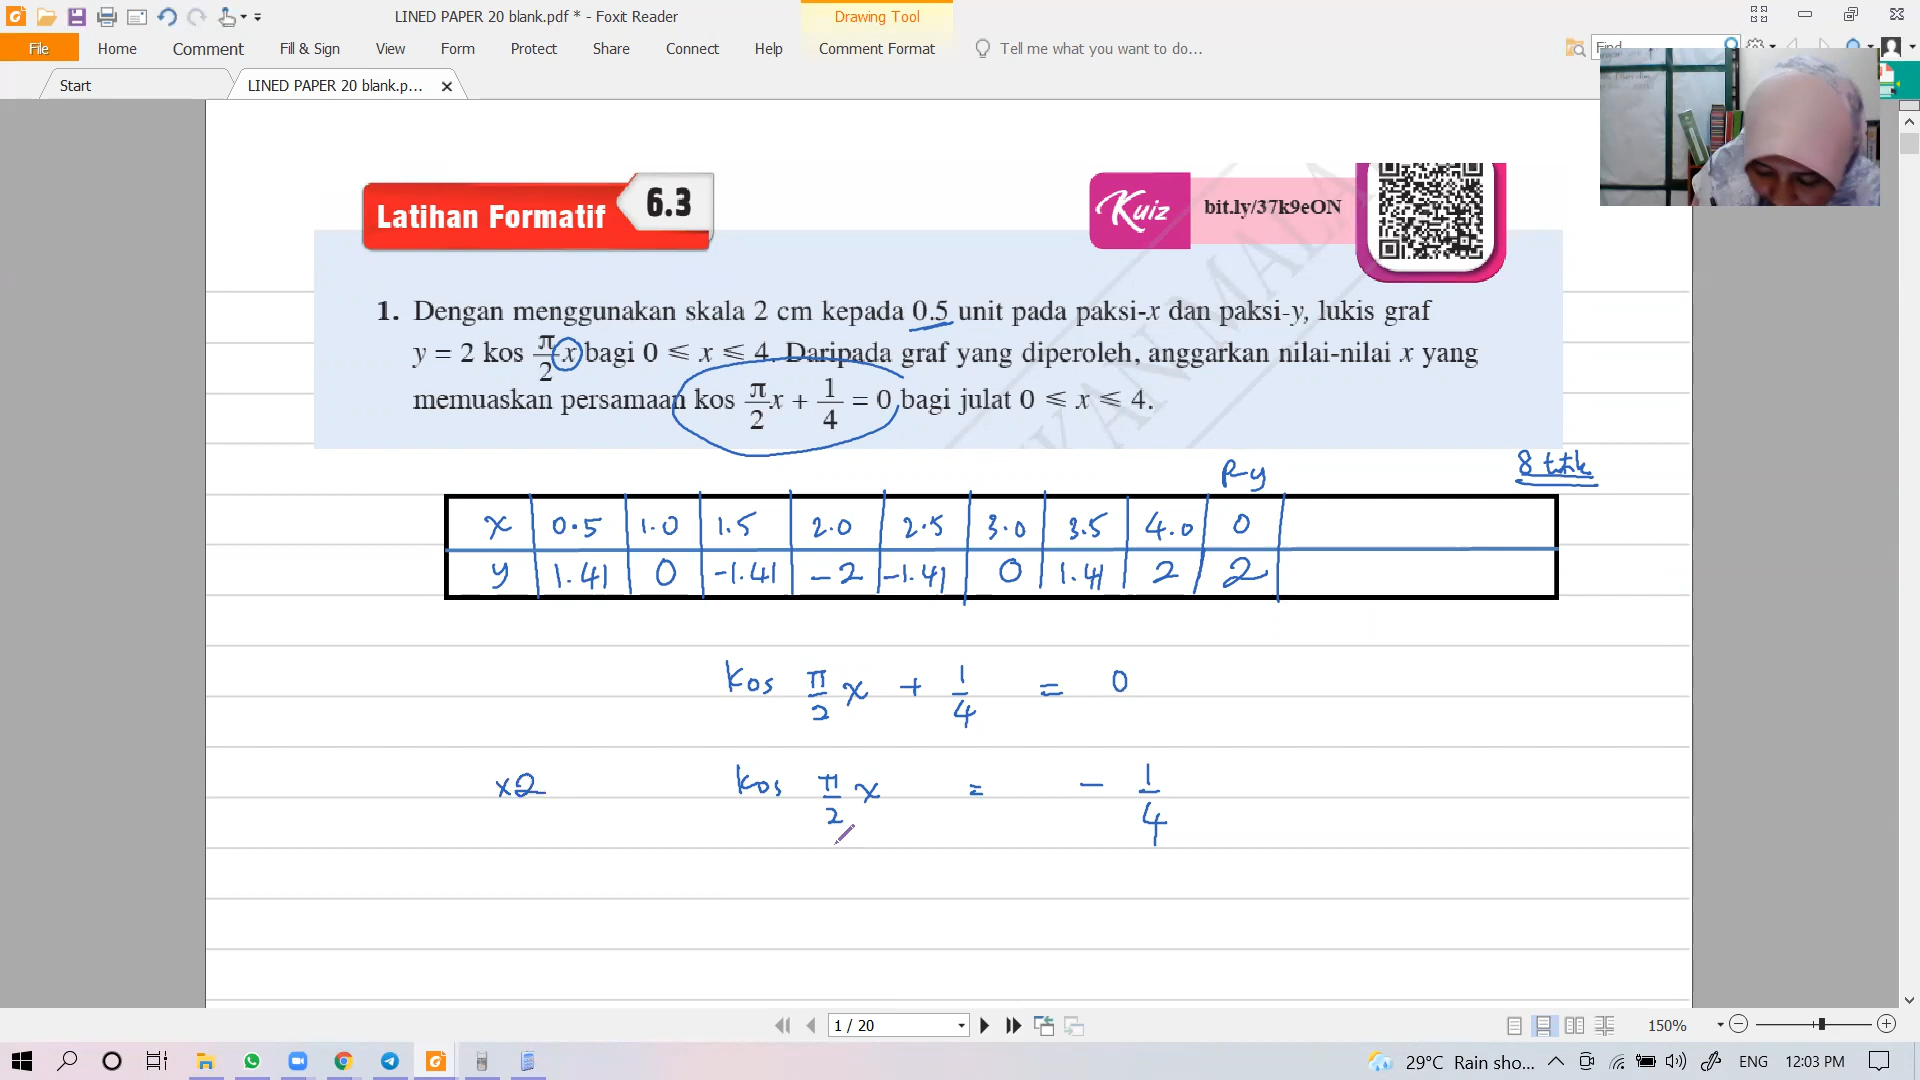 LINED PAPER 20 blank.pdf * - Foxit Reader
Drawing Tool
File Home Comment Fill & Sign View Form Protect Share Connect Help Comment Format Tell me what you want to do... Find
Start LINED PAPER 20 blank.p...
Latihan Formatif 6.3
Kuiz bit.ly/37k9eON
1. Dengan menggunakan skala 2 cm kepada 0.5 unit pada paksi-x dan paksi-y, lukis graf
y = 2 kos π/2 x bagi 0 ⩽ x ⩽ 4. Daripada graf yang diperoleh, anggarkan nilai-nilai x yang
memuaskan persamaan kos π/2 x + 1/4 = 0 bagi julat 0 ⩽ x ⩽ 4.
8 ttk
P-y
x 0.5 1.0 1.5 2.0 2.5 3.0 3.5 4.0 0
y 1.41 0 -1.41 -2 -1.41 0 1.41 2 2
kos π/2 x + 1/4 = 0
x2 kos π/2 x = - 1/4
1 / 20
150%
29°C Rain sho... ENG 12:03 PM